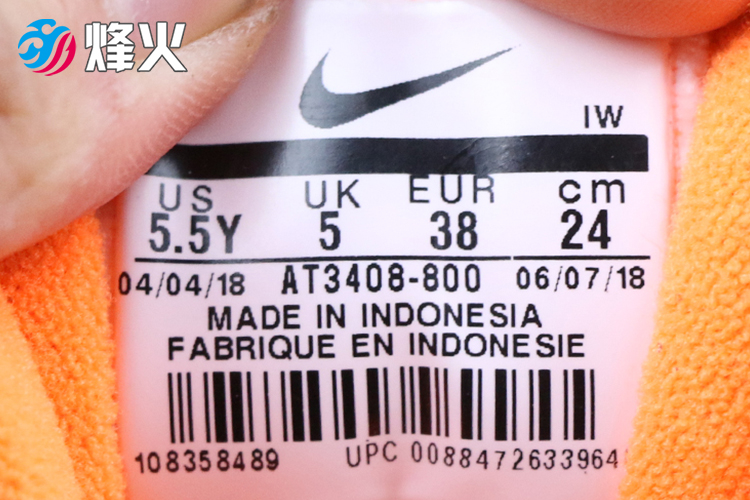 烽火
IW
US UK EUR cm
5.5Y 5 38 24
04/04/18 AT3408-800 06/07/18
MADE IN INDONESIA
FABRIQUE EN INDONESIE
108358489 UPC 0088472633964